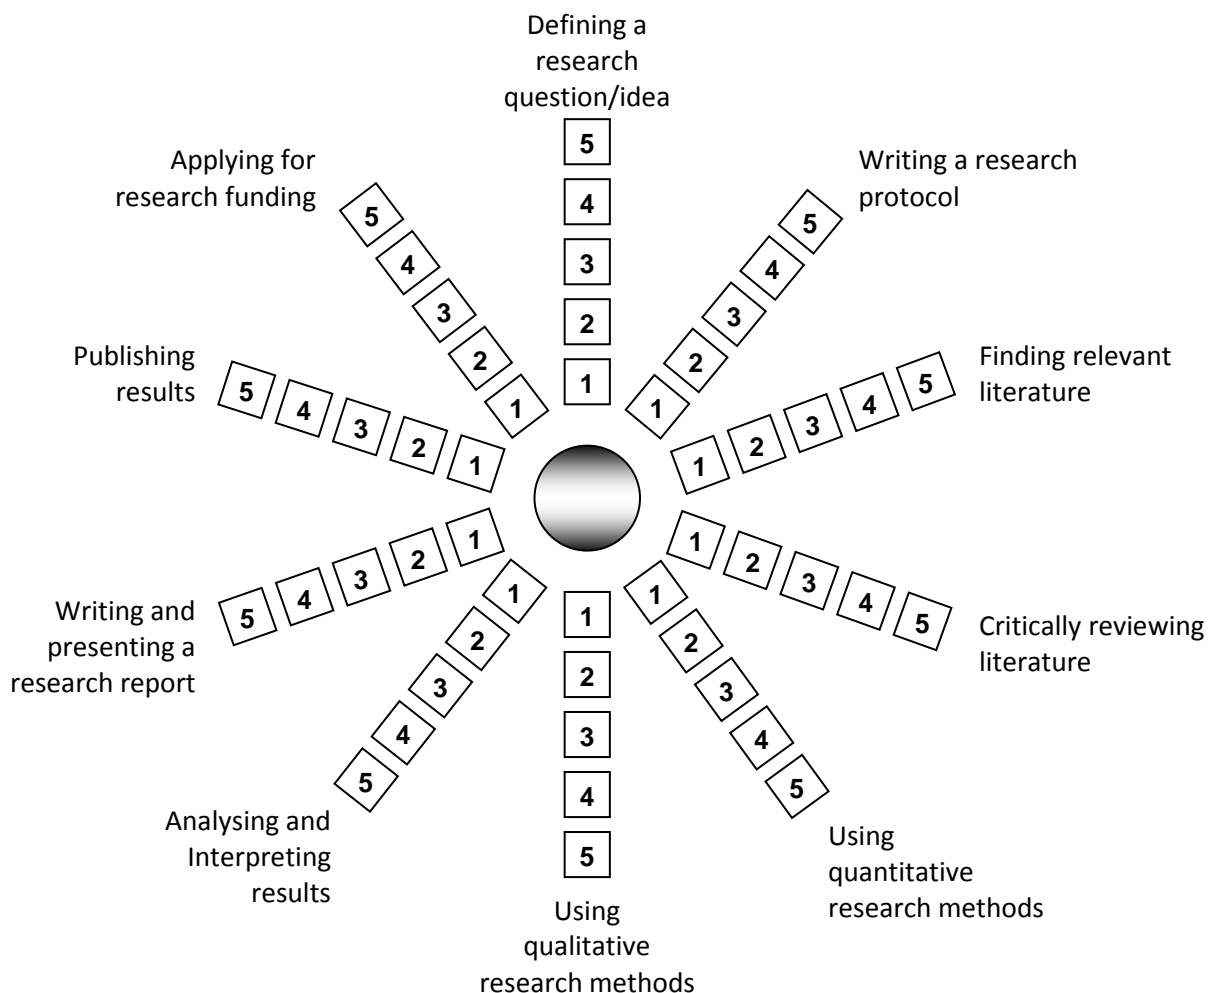 Defining a
research
question/idea
5
4
3
2
1
Writing a research
protocol
5
4
3
2
1
Finding relevant
literature
1 2 3 4 5
Critically reviewing
literature
1 2 3 4 5
Using
quantitative
research methods
1
2
3
4
5
Using
qualitative
research methods
1
2
3
4
5
Analysing and
Interpreting
results
1
2
3
4
5
Writing and
presenting a
research report
5 4 3 2 1
Publishing
results
5 4 3 2 1
Applying for
research funding
5
4
3
2
1